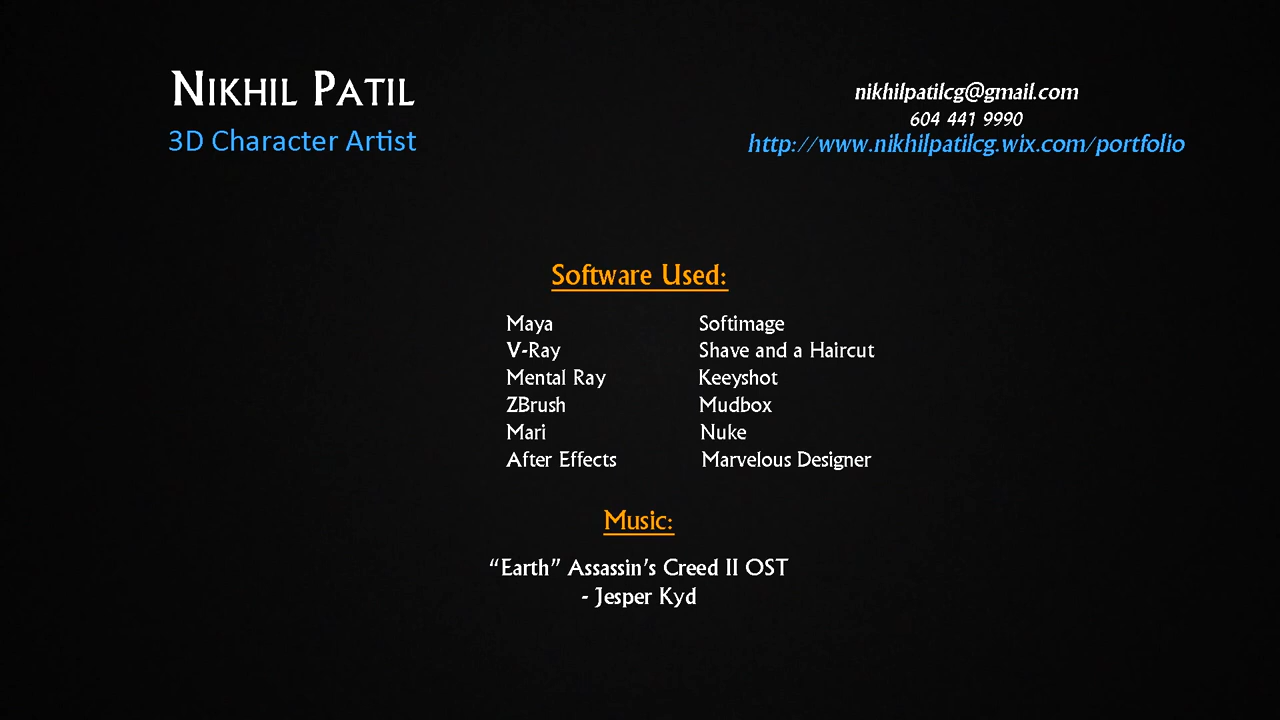 Nikhil Patil
3D Character Artist
nikhilpatilcg@gmail.com
604 441 9990
http://www.nikhilpatilcg.wix.com/portfolio
Software Used:
Maya Softimage
V-Ray Shave and a Haircut
Mental Ray Keeyshot
ZBrush Mudbox
Mari Nuke
After Effects Marvelous Designer
Music:
“Earth” Assassin’s Creed II OST
- Jesper Kyd